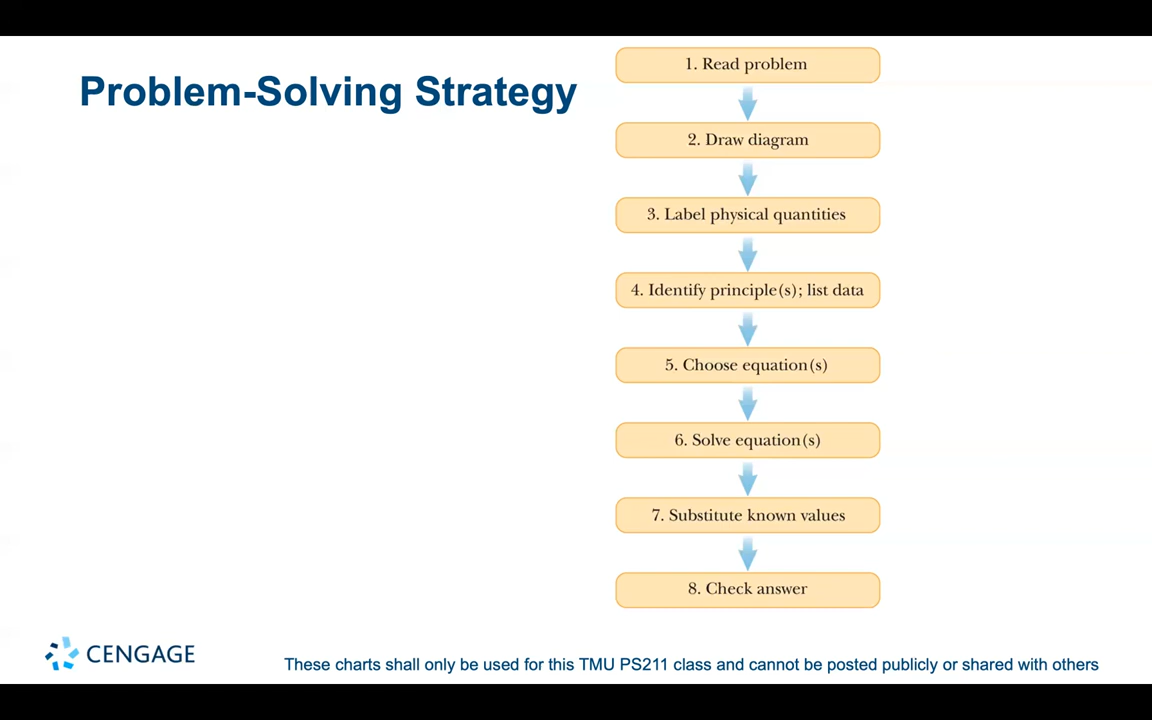 Problem-Solving Strategy
1. Read problem
2. Draw diagram
3. Label physical quantities
4. Identify principle(s); list data
5. Choose equation(s)
6. Solve equation(s)
7. Substitute known values
8. Check answer
CENGAGE
These charts shall only be used for this TMU PS211 class and cannot be posted publicly or shared with others